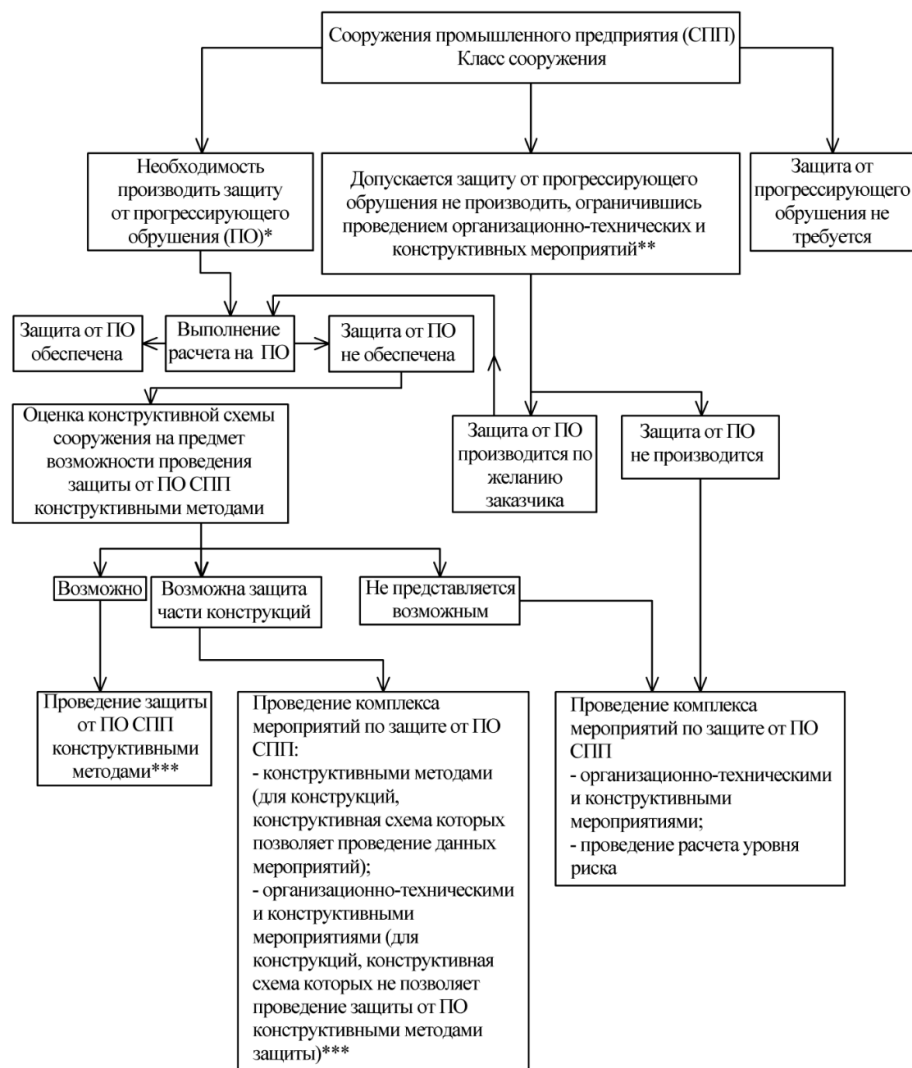 Сооружения промышленного предприятия (СПП)
Класс сооружения
Необходимость
производить защиту
от прогрессирующего
обрушения (ПО)*
Допускается защиту от прогрессирующего
обрушения не производить, ограничившись
проведением организационно-технических и
конструктивных мероприятий**
Защита от
прогрессирующего
обрушения не
требуется
Защита от ПО
обеспечена
Выполнение
расчета на ПО
Защита от ПО
не обеспечена
Оценка конструктивной схемы
сооружения на предмет
возможности проведения
защиты от ПО СПП
конструктивными методами
Защита от ПО
производится по
желанию
заказчика
Защита от ПО
не производится
Возможно
Возможна защита
части конструкций
Не представляется
возможным
Проведение защиты
от ПО СПП
конструктивными
методами***
Проведение комплекса
мероприятий по защите от ПО
СПП:
- конструктивными методами
(для конструкций,
конструктивная схема которых
позволяет проведение данных
мероприятий);
- организационно-техническими
и конструктивными
мероприятиями (для
конструкций, конструктивная
схема которых не позволяет
проведение защиты от ПО
конструктивными методами
защиты)***
Проведение комплекса
мероприятий по защите от ПО
СПП
- организационно-техническими
и конструктивными
мероприятиями;
- проведение расчета уровня
риска